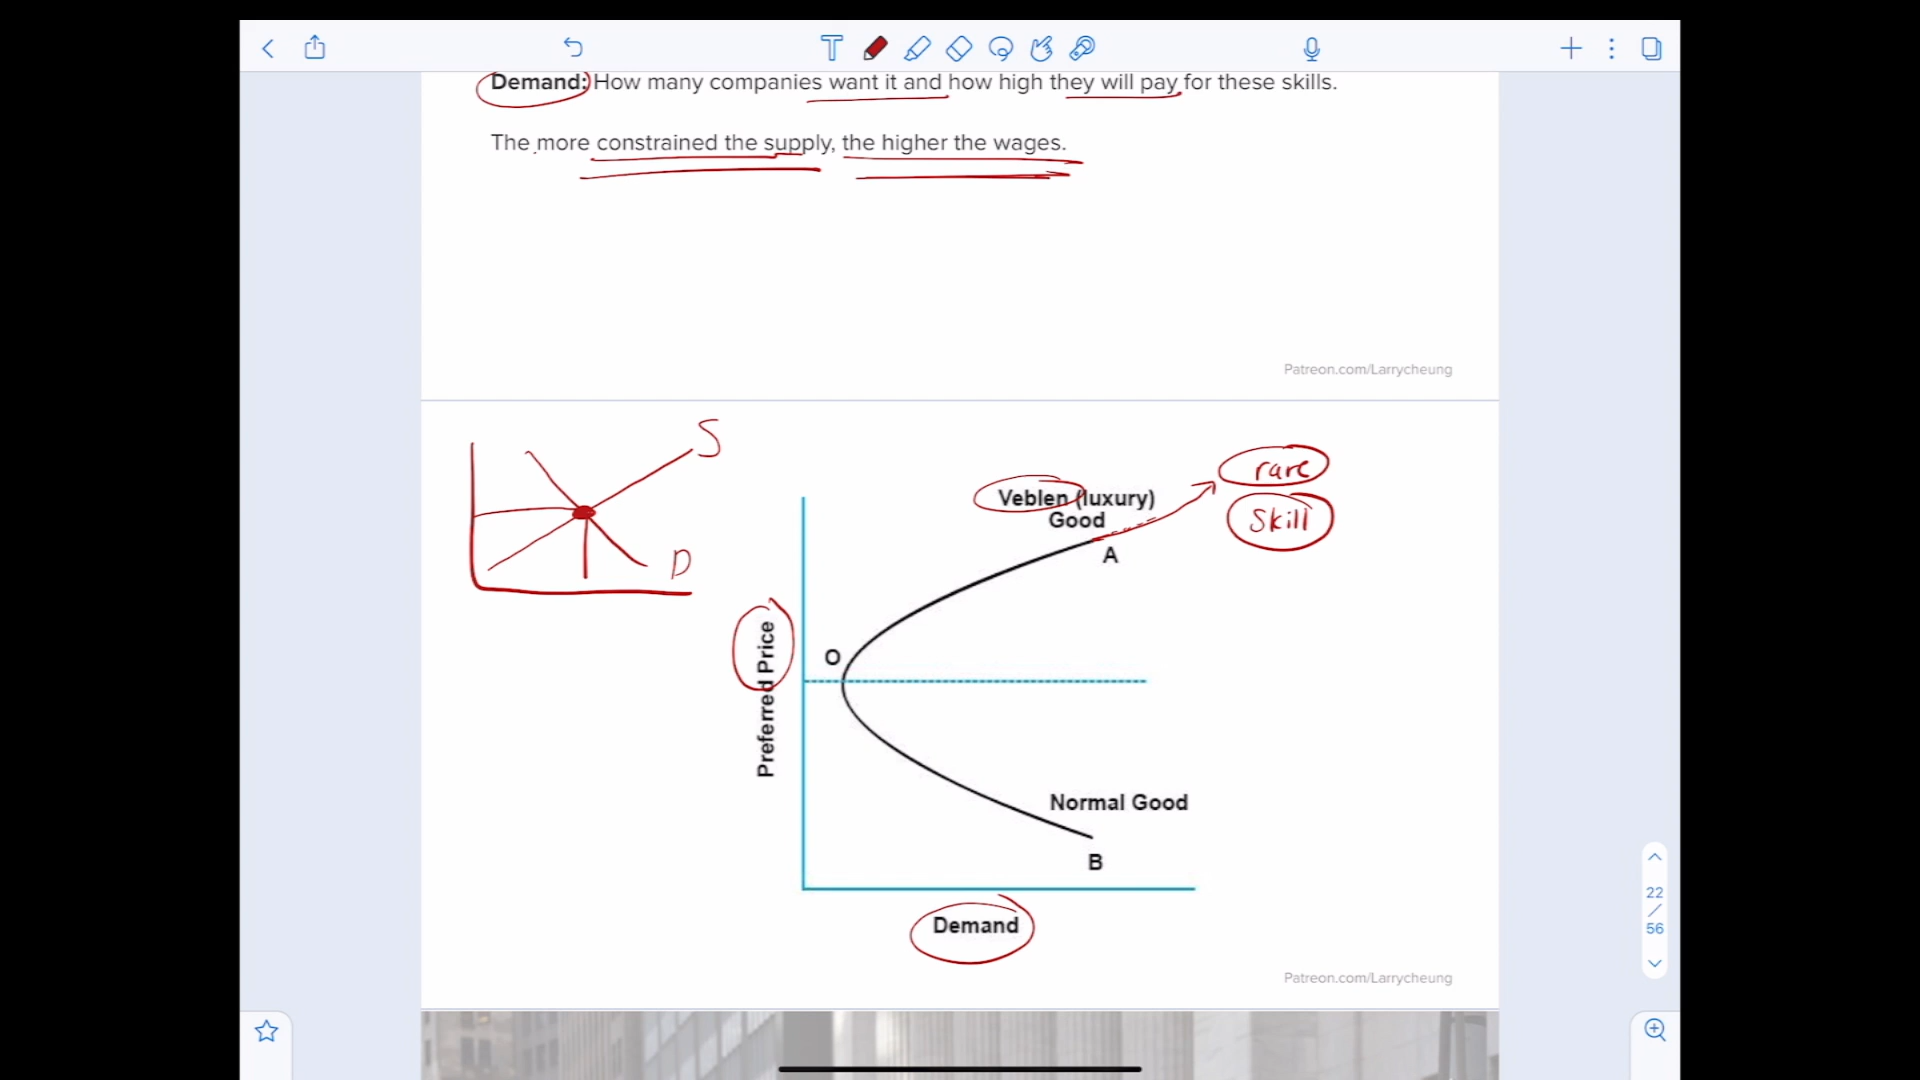 Demand: How many companies want it and how high they will pay for these skills.
The more constrained the supply, the higher the wages.
Patreon.com/Larrycheung
S
D
rare
Skill
Veblen (luxury)
Good
A
O
Preferred Price
Normal Good
B
Demand
22
/
56
Patreon.com/Larrycheung